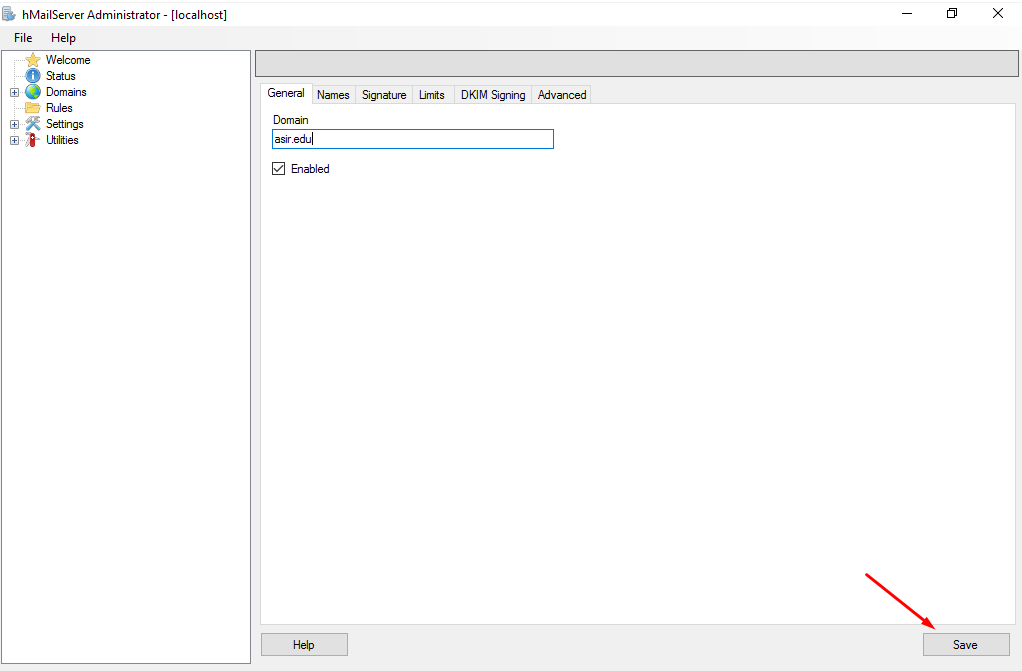 hMailServer Administrator - [localhost]
File Help
Welcome
Status
Domains
Rules
Settings
Utilities
General Names Signature Limits DKIM Signing Advanced
Domain
asir.edu
Enabled
Help Save